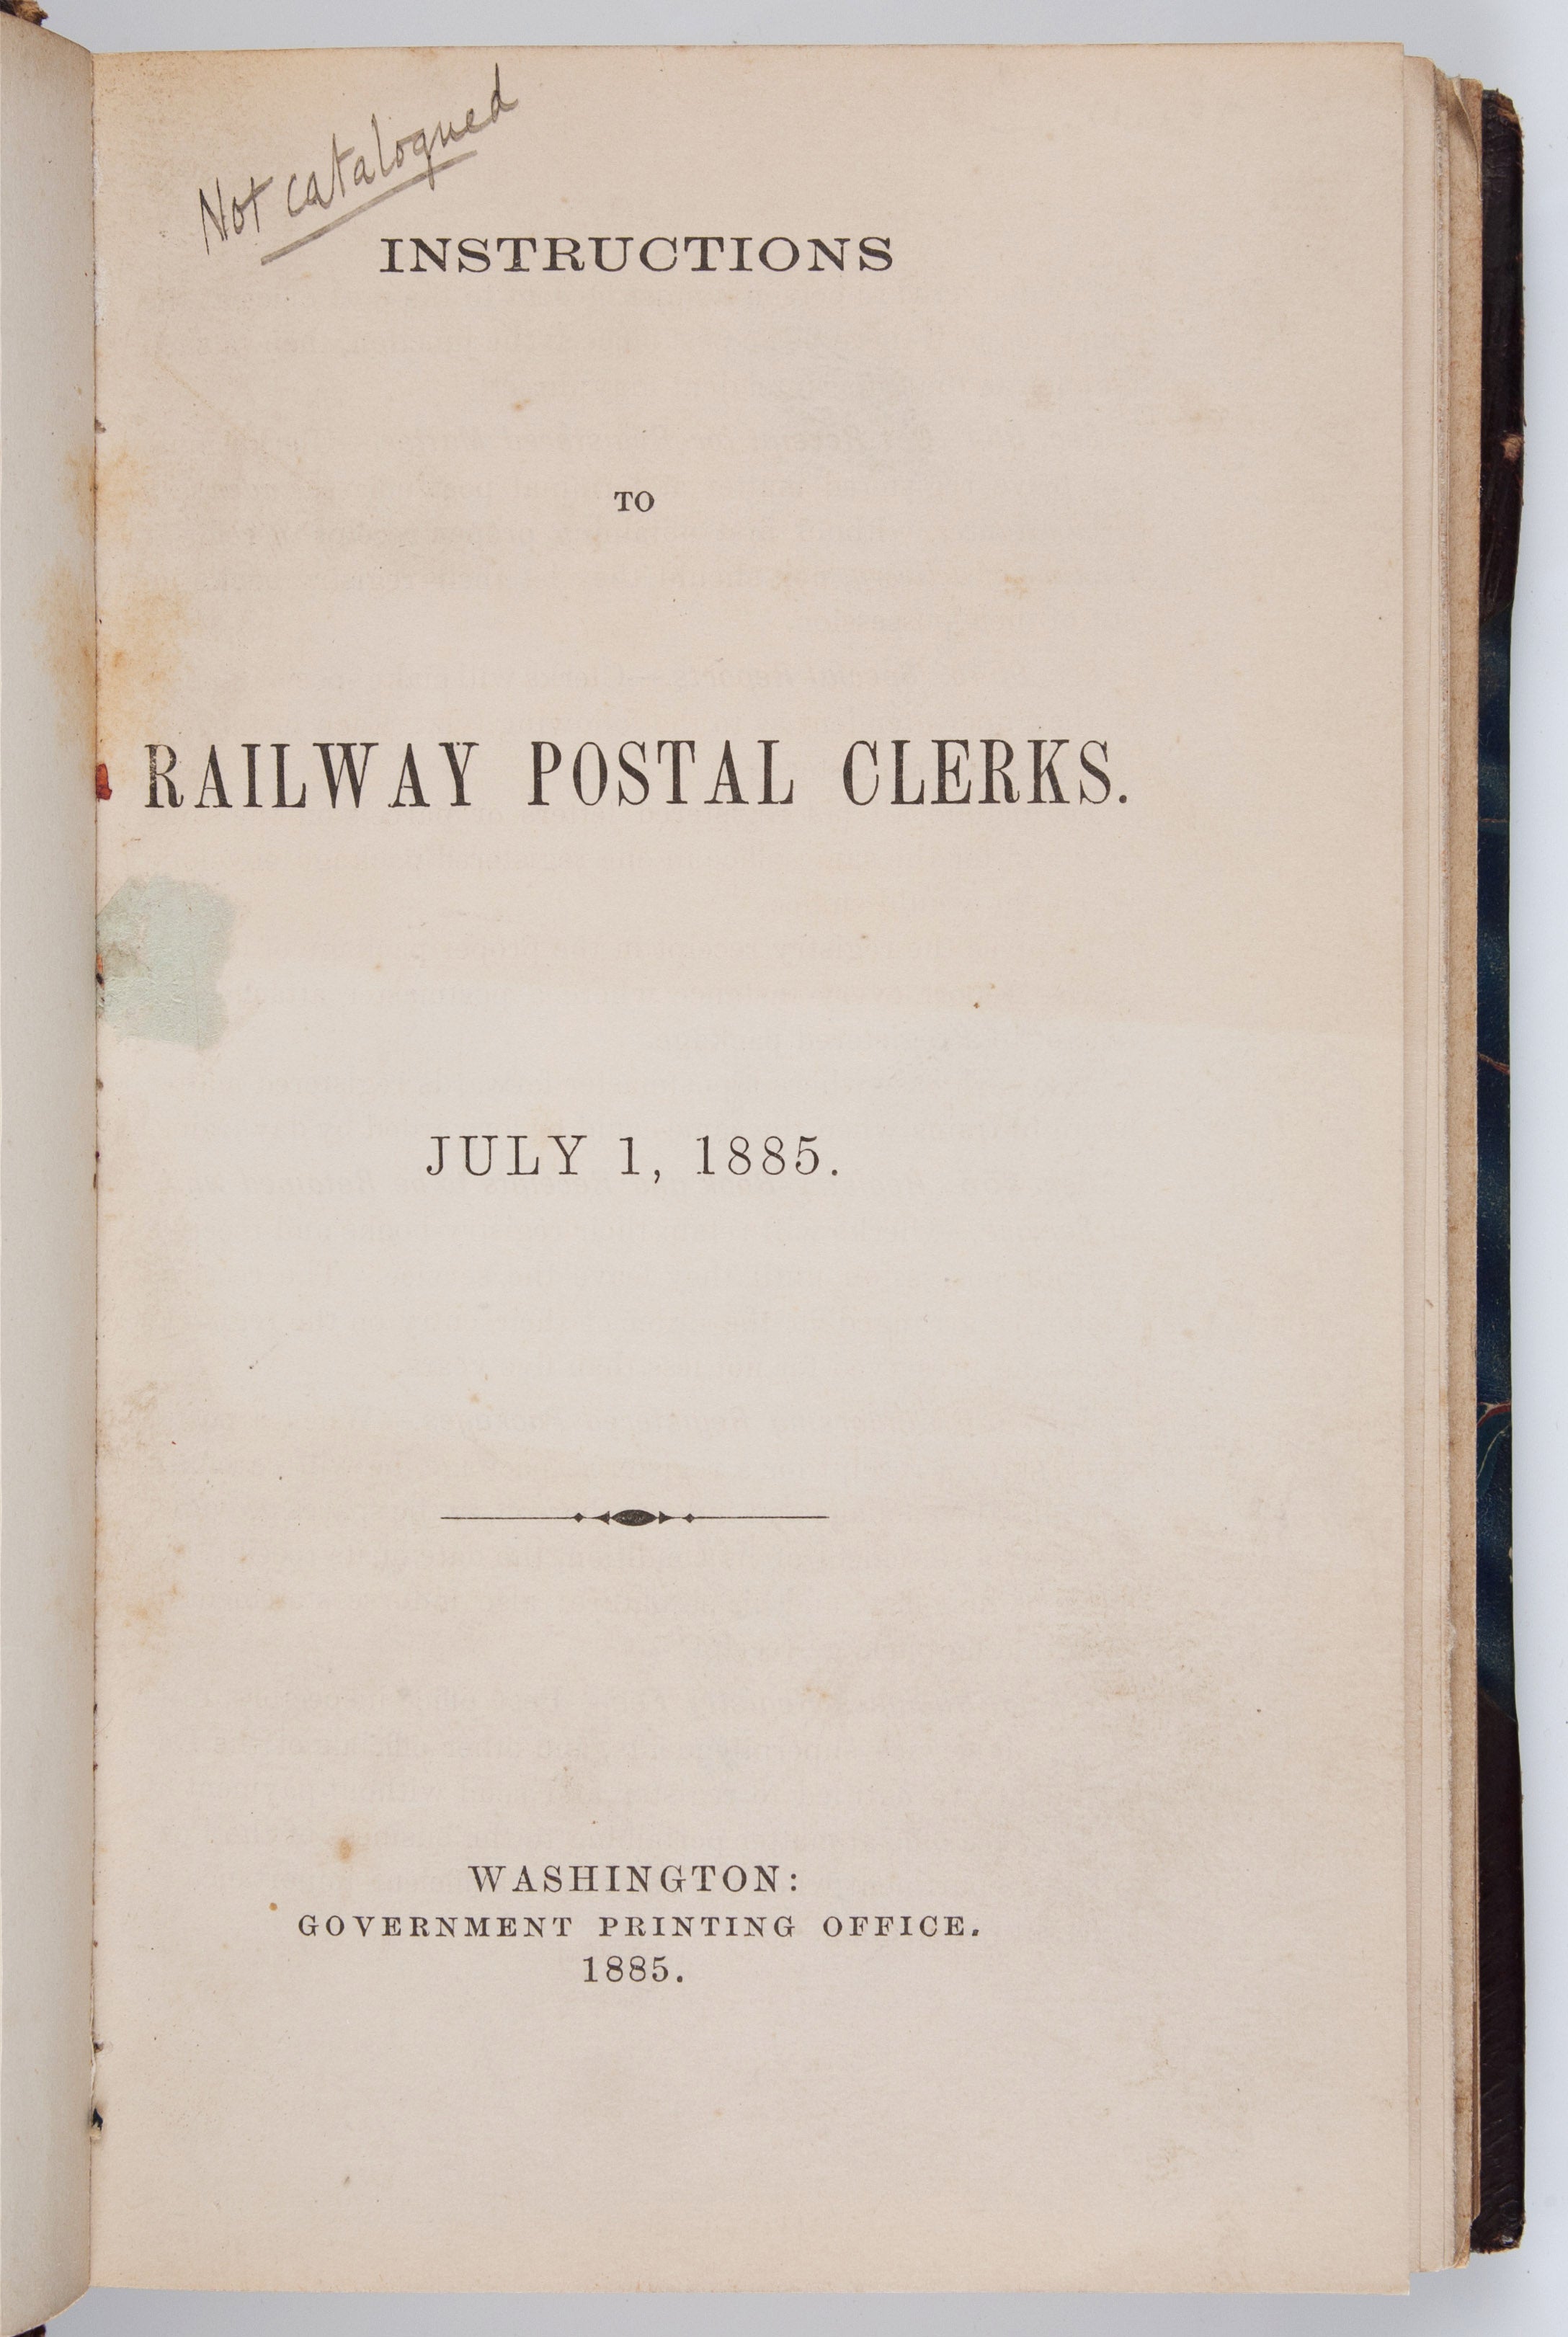 Not catalogued
INSTRUCTIONS
TO
RAILWAY POSTAL CLERKS.
JULY 1, 1885.
WASHINGTON:
GOVERNMENT PRINTING OFFICE.
1885.